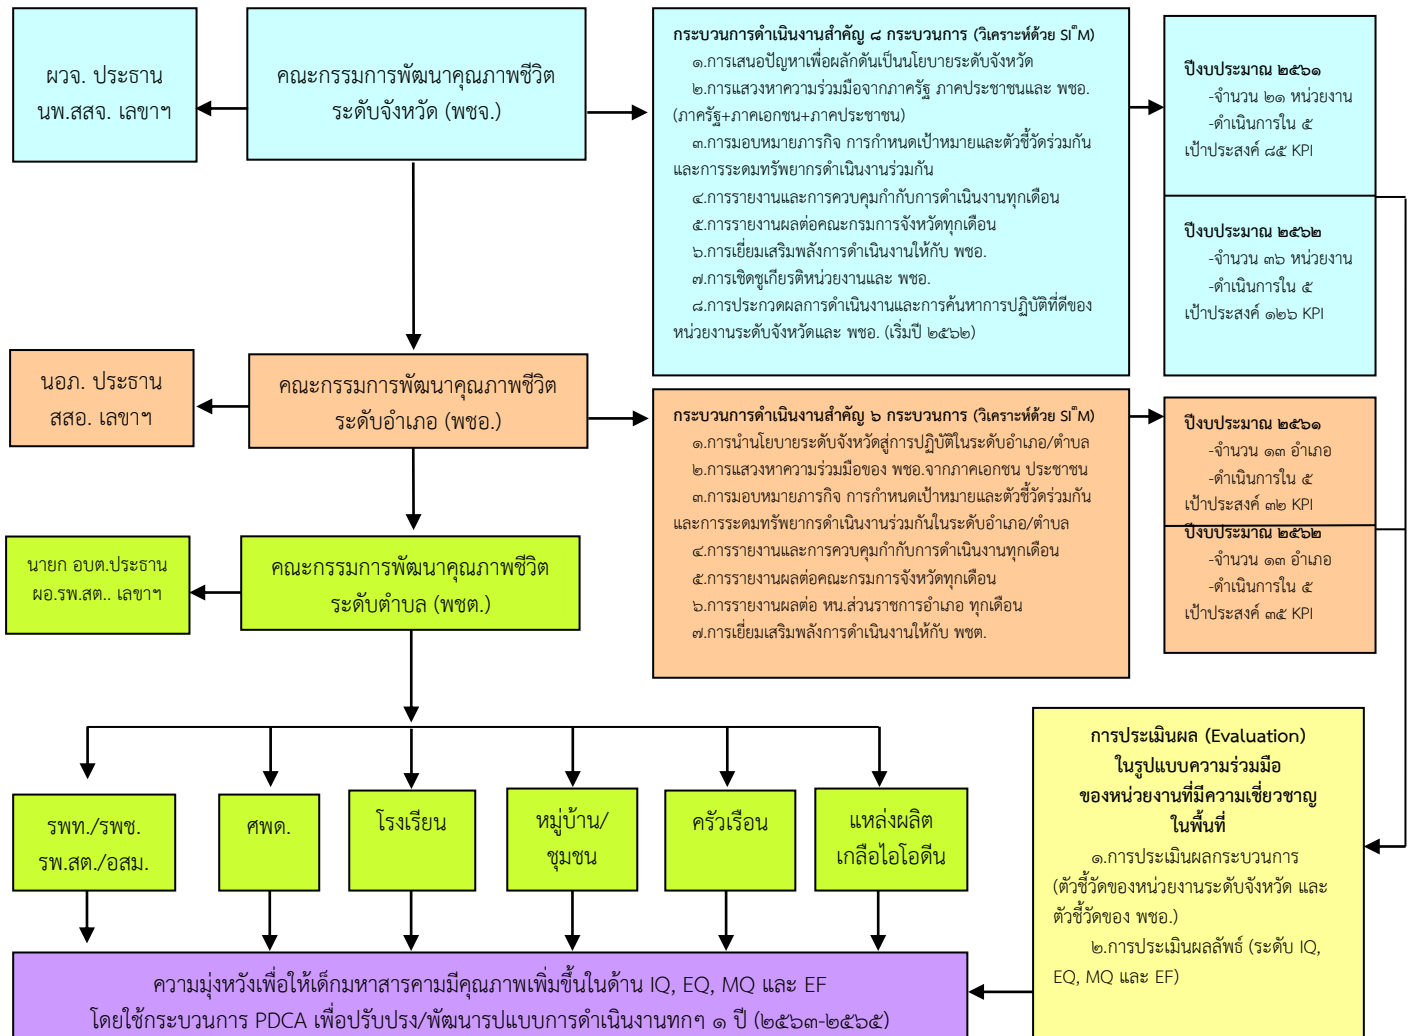 ผวจ. ประธาน
นพ.สสจ. เลขาฯ
คณะกรรมการพัฒนาคุณภาพชีวิต
ระดับจังหวัด (พชจ.)
กระบวนการดำเนินงานสำคัญ ๘ กระบวนการ (วิเคราะห์ด้วย SI M)
๑.การเสนอปัญหาเพื่อผลักดันเป็นนโยบายระดับจังหวัด
๒.การแสวงหาความร่วมมือจากภาครัฐ ภาคประชาชนและ พชอ.
(ภาครัฐ+ภาคเอกชน+ภาคประชาชน)
๓.การมอบหมายภารกิจ การกำหนดเป้าหมายและตัวชี้วัดร่วมกัน
และการระดมทรัพยากรดำเนินงานร่วมกัน
๔.การรายงานและการควบคุมกำกับการดำเนินงานทุกเดือน
๕.การรายงานผลต่อคณะกรมการจังหวัดทุกเดือน
๖.การเยี่ยมเสริมพลังการดำเนินงานให้กับ พชอ.
๗.การเชิดชูเกียรติหน่วยงานและ พชอ.
๘.การประกวดผลการดำเนินงานและการค้นหาการปฏิบัติที่ดีของ
หน่วยงานระดับจังหวัดและ พชอ. (เริ่มปี ๒๕๖๒)
ปีงบประมาณ ๒๕๖๑
-จำนวน ๒๑ หน่วยงาน
-ดำเนินการใน ๕
เป้าประสงค์ ๘๕ KPI
ปีงบประมาณ ๒๕๖๒
-จำนวน ๓๖ หน่วยงาน
-ดำเนินการใน ๕
เป้าประสงค์ ๑๒๖ KPI
นอภ. ประธาน
สสอ. เลขาฯ
คณะกรรมการพัฒนาคุณภาพชีวิต
ระดับอำเภอ (พชอ.)
กระบวนการดำเนินงานสำคัญ ๖ กระบวนการ (วิเคราะห์ด้วย SI M)
๑.การนำนโยบายระดับจังหวัดสู่การปฏิบัติในระดับอำเภอ/ตำบล
๒.การแสวงหาความร่วมมือของ พชอ.จากภาคเอกชน ประชาชน
๓.การมอบหมายภารกิจ การกำหนดเป้าหมายและตัวชี้วัดร่วมกัน
และการระดมทรัพยากรดำเนินงานร่วมกันในระดับอำเภอ/ตำบล
๔.การรายงานและการควบคุมกำกับการดำเนินงานทุกเดือน
๕.การรายงานผลต่อคณะกรมการจังหวัดทุกเดือน
๖.การรายงานผลต่อ หน.ส่วนราชการอำเภอ ทุกเดือน
๗.การเยี่ยมเสริมพลังการดำเนินงานให้กับ พชต.
ปีงบประมาณ ๒๕๖๑
-จำนวน ๑๓ อำเภอ
-ดำเนินการใน ๕
เป้าประสงค์ ๓๒ KPI
ปีงบประมาณ ๒๕๖๒
-จำนวน ๑๓ อำเภอ
-ดำเนินการใน ๕
เป้าประสงค์ ๓๕ KPI
นายก อบต.ประธาน
ผอ.รพ.สต.. เลขาฯ
คณะกรรมการพัฒนาคุณภาพชีวิต
ระดับตำบล (พชต.)
รพท./รพช.
รพ.สต./อสม.
ศพด.
โรงเรียน
หมู่บ้าน/
ชุมชน
ครัวเรือน
แหล่งผลิต
เกลือไอโอดีน
การประเมินผล (Evaluation)
ในรูปแบบความร่วมมือ
ของหน่วยงานที่มีความเชี่ยวชาญ
ในพื้นที่
๑.การประเมินผลกระบวนการ
(ตัวชี้วัดของหน่วยงานระดับจังหวัด และ
ตัวชี้วัดของ พชอ.)
๒.การประเมินผลลัพธ์ (ระดับ IQ,
EQ, MQ และ EF)
ความมุ่งหวังเพื่อให้เด็กมหาสารคามมีคุณภาพเพิ่มขึ้นในด้าน IQ, EQ, MQ และ EF
โดยใช้กระบวนการ PDCA เพื่อปรับปรุง/พัฒนารูปแบบการดำเนินงานทุกๆ ๑ ปี (๒๕๖๓-๒๕๖๕)